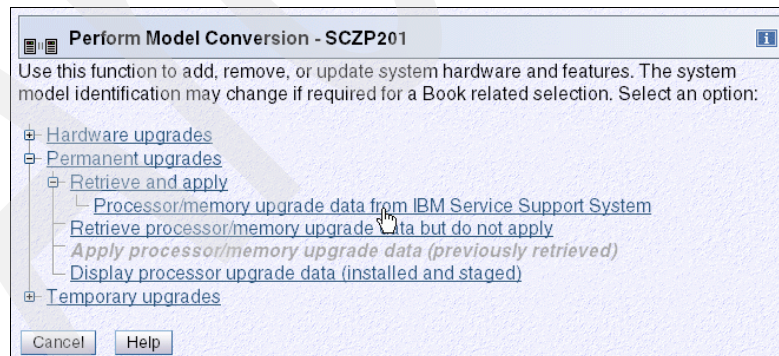 Perform Model Conversion - SCZP201
i
Use this function to add, remove, or update system hardware and features. The system
model identification may change if required for a Book related selection. Select an option:
Hardware upgrades
Permanent upgrades
Retrieve and apply
Processor/memory upgrade data from IBM Service Support System
Retrieve processor/memory upgrade data but do not apply
Apply processor/memory upgrade data (previously retrieved)
Display processor upgrade data (installed and staged)
Temporary upgrades
Cancel Help